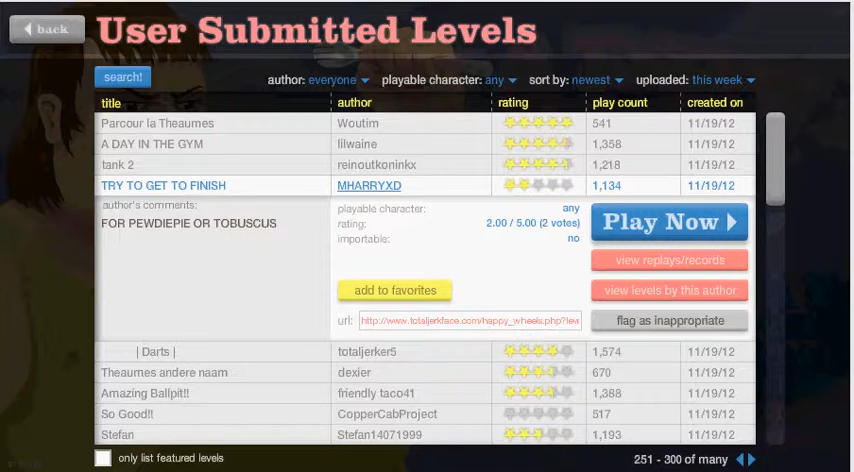 back
User Submitted Levels
search!
author: everyone playable character: any sort by: newest uploaded: this week
title author rating play count created on
Parcour la Theaumes Woutim 541 11/19/12
A DAY IN THE GYM lilwaine 1,358 11/19/12
tank 2 reinoutkoninkx 1,218 11/19/12
TRY TO GET TO FINISH MHARRYXD 1,134 11/19/12
author's comments:
FOR PEWDIEPIE OR TOBUSCUS
playable character: any
rating: 2.00 / 5.00 (2 votes)
importable: no
add to favorites
url: http://www.totaljerkface.com/happy_wheels.php?leve
Play Now
view replays/records
view levels by this author
flag as inappropriate
| Darts | totaljerker5 1,574 11/19/12
Theaumes andere naam dexier 670 11/19/12
Amazing Ballpit!! friendly taco41 1,388 11/19/12
So Good!! CopperCabProject 517 11/19/12
Stefan Stefan14071999 1,193 11/19/12
only list featured levels
251 - 300 of many